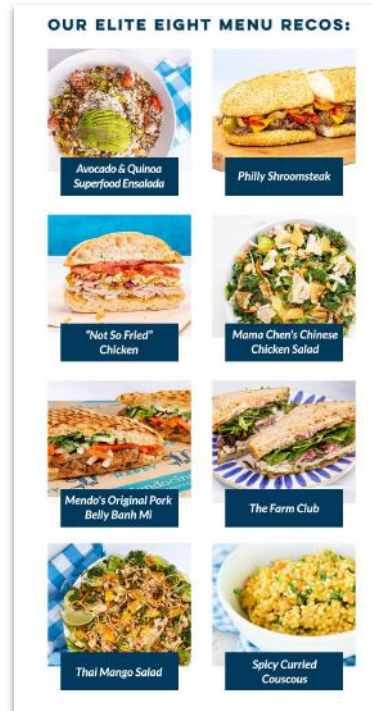 OUR ELITE EIGHT MENU RECOS:
Avocado & Quinoa
Superfood Ensalada
Philly Shroomsteak
"Not So Fried"
Chicken
Mama Chen's Chinese
Chicken Salad
Mendo's Original Pork
Belly Banh Mi
The Farm Club
Thai Mango Salad
Spicy Curried
Couscous